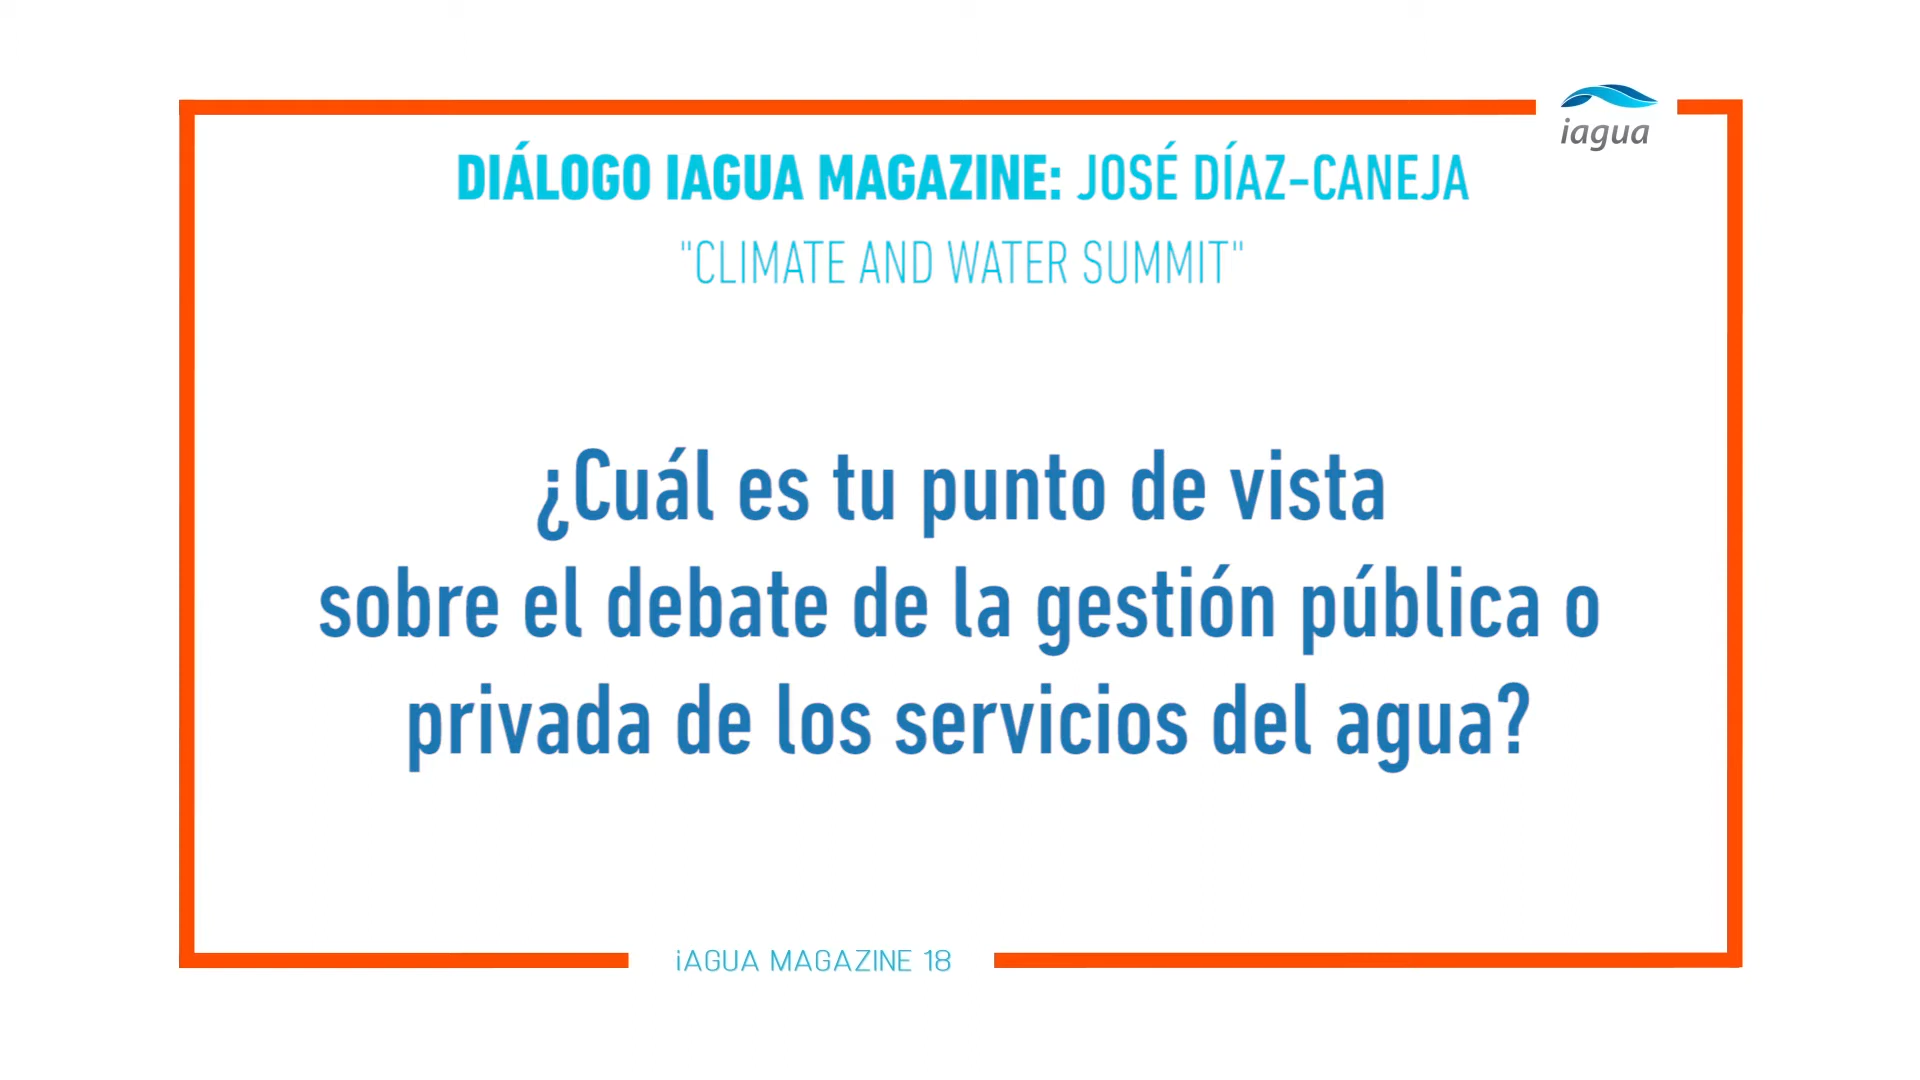 iagua
DIÁLOGO IAGUA MAGAZINE: JOSÉ DÍAZ-CANEJA
"CLIMATE AND WATER SUMMIT"
¿Cuál es tu punto de vista
sobre el debate de la gestión pública o
privada de los servicios del agua?
iAGUA MAGAZINE 18